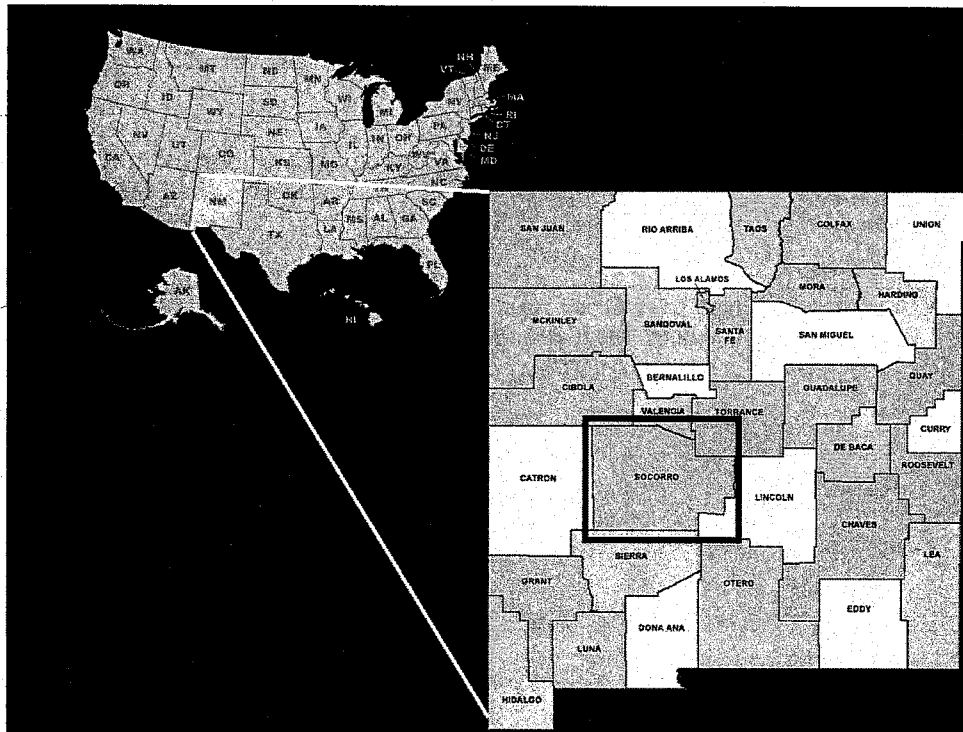 WA
MT
ND
MN
NH
VT
ME
OR
ID
WY
SD
WI
MI
NY
MA
RI
CT
NV
UT
CO
NE
IA
IL
IN
OH
PA
NJ
DE
MD
CA
KS
MO
KY
WV
VA
NC
AZ
NM
OK
AR
TN
SC
TX
LA
MS
AL
GA
FL
AK
HI
SAN JUAN
RIO ARRIBA
TAOS
COLFAX
UNION
LOS ALAMOS
MORA
HARDING
MCKINLEY
SANDOVAL
SANTA
FE
SAN MIGUEL
QUAY
CIBOLA
BERNALILLO
GUADALUPE
VALENCIA
TORRANCE
CURRY
DE BACA
ROOSEVELT
CATRON
SOCORRO
LINCOLN
CHAVES
SIERRA
LEA
GRANT
OTERO
EDDY
DONA ANA
LUNA
HIDALGO